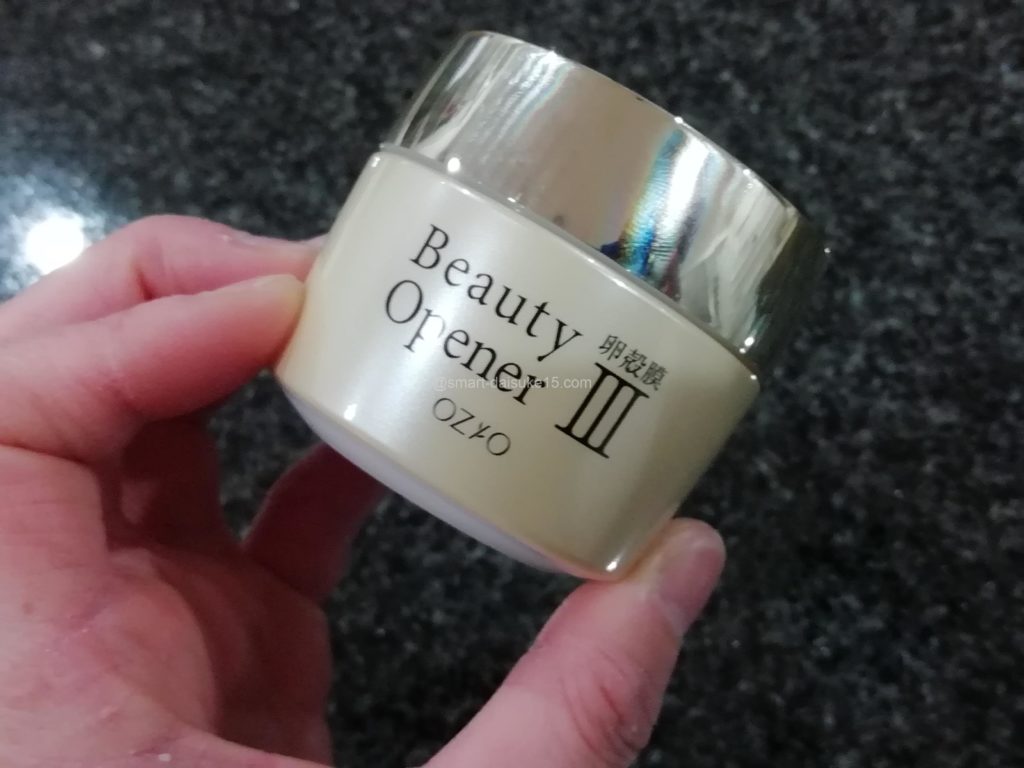 Beauty
Opener
卵殻膜
III
OZIO
@smart-daisuke15.com